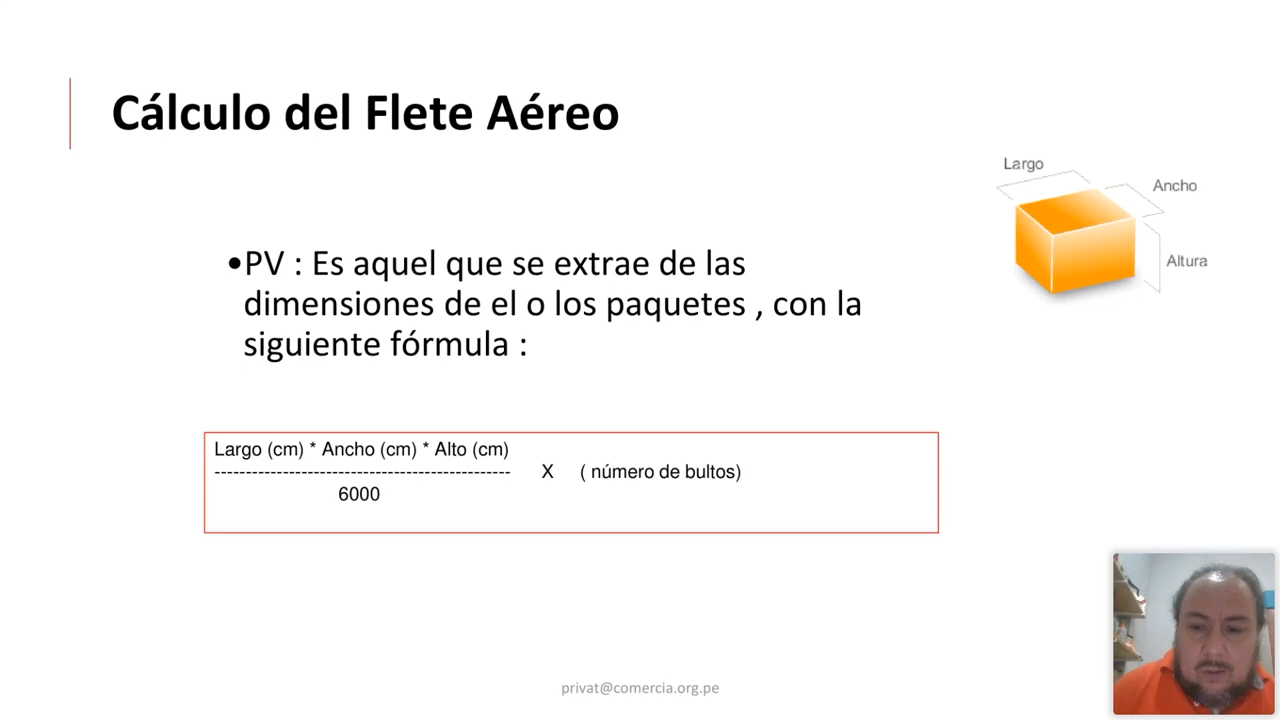 Cálculo del Flete Aéreo
Largo
Ancho
Altura
•PV : Es aquel que se extrae de las
dimensiones de el o los paquetes , con la
siguiente fórmula :
Largo (cm) * Ancho (cm) * Alto (cm)
------------------------------------------------ X ( número de bultos)
6000
privat@comercia.org.pe